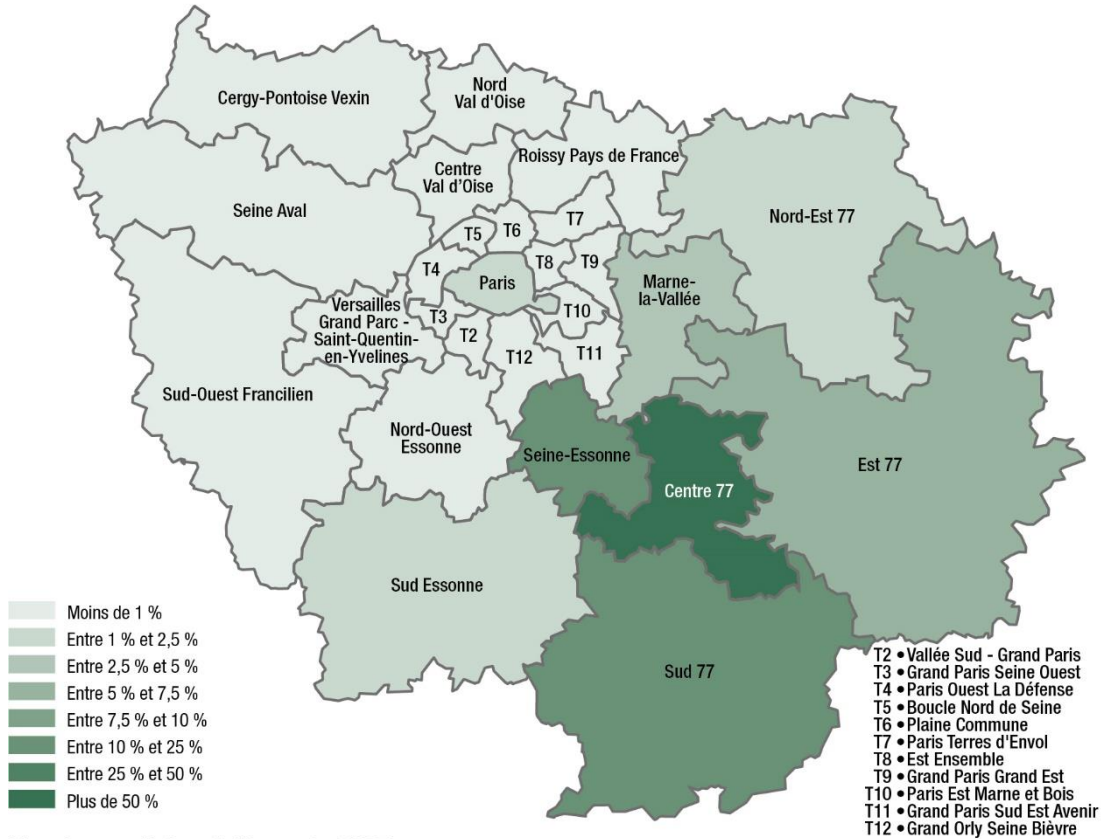 Cergy-Pontoise Vexin
Nord
Val d'Oise
Roissy Pays de France
Centre
Val d'Oise
Seine Aval
Nord-Est 77
T5
T6
T7
T4
T8
T9
Paris
Marne-
la-Vallée
Versailles
Grand Parc -
Saint-Quentin-
en-Yvelines
T3
T2
T10
T12
T11
Sud-Ouest Francilien
Nord-Ouest
Essonne
Seine-Essonne
Est 77
Centre 77
Sud Essonne
Sud 77
Moins de 1 %
Entre 1 % et 2,5 %
Entre 2,5 % et 5 %
Entre 5 % et 7,5 %
Entre 7,5 % et 10 %
Entre 10 % et 25 %
Entre 25 % et 50 %
Plus de 50 %
T2 • Vallée Sud - Grand Paris
T3 • Grand Paris Seine Ouest
T4 • Paris Ouest La Défense
T5 • Boucle Nord de Seine
T6 • Plaine Commune
T7 • Paris Terres d'Envol
T8 • Est Ensemble
T9 • Grand Paris Grand Est
T10 • Paris Est Marne et Bois
T11 • Grand Paris Sud Est Avenir
T12 • Grand Orly Seine Bièvre